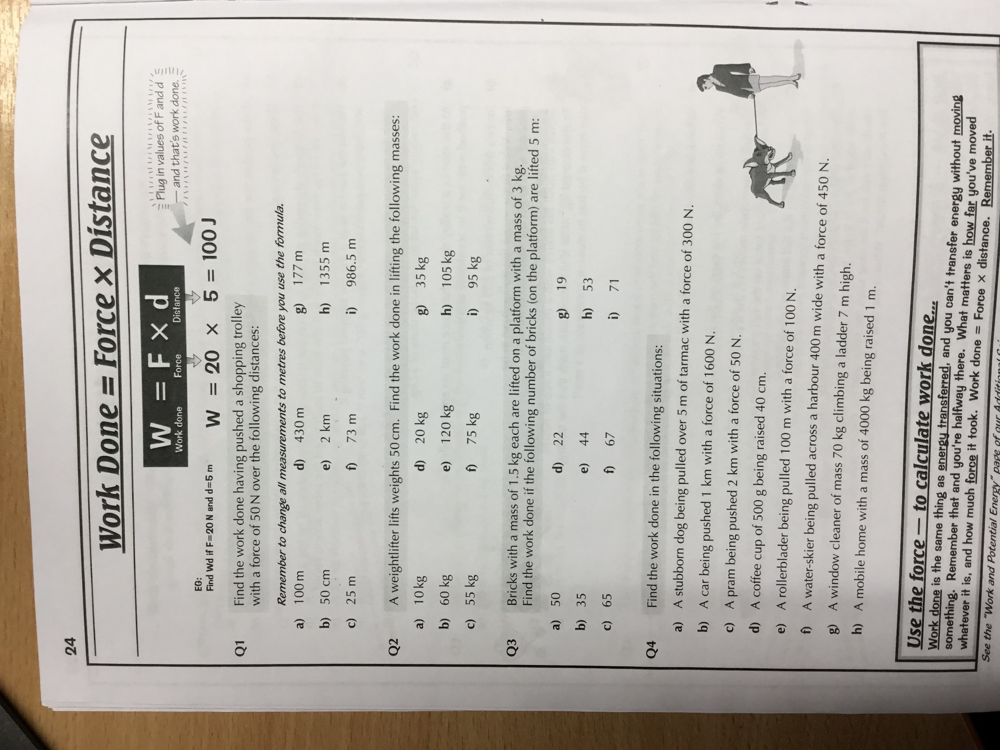 24
Work Done = Force × Distance
W = F × d
Work done Force Distance
Plug in values of F and d
— and that's work done.
EG:
Find Wd if F=20 N and d=5 m
W = 20 × 5 = 100 J
Q1 Find the work done having pushed a shopping trolley
with a force of 50 N over the following distances:
Remember to change all measurements to metres before you use the formula.
a) 100 m d) 430 m g) 177 m
b) 50 cm e) 2 km h) 1355 m
c) 25 m f) 73 m i) 986.5 m
Q2 A weightlifter lifts weights 50 cm. Find the work done in lifting the following masses:
a) 10 kg d) 20 kg g) 35 kg
b) 60 kg e) 120 kg h) 105 kg
c) 55 kg f) 75 kg i) 95 kg
Q3 Bricks with a mass of 1.5 kg each are lifted on a platform with a mass of 3 kg.
Find the work done if the following number of bricks (on the platform) are lifted 5 m:
a) 50 d) 22 g) 19
b) 35 e) 44 h) 53
c) 65 f) 67 i) 71
Q4 Find the work done in the following situations:
a) A stubborn dog being pulled over 5 m of tarmac with a force of 300 N.
b) A car being pushed 1 km with a force of 1600 N.
c) A pram being pushed 2 km with a force of 50 N.
d) A coffee cup of 500 g being raised 40 cm.
e) A rollerblader being pulled 100 m with a force of 100 N.
f) A water-skier being pulled across a harbour 400 m wide with a force of 450 N.
g) A window cleaner of mass 70 kg climbing a ladder 7 m high.
h) A mobile home with a mass of 4000 kg being raised 1 m.
Use the force — to calculate work done...
Work done is the same thing as energy transferred, and you can't transfer energy without moving
something. Remember that and you're halfway there. What matters is how far you've moved
whatever it is, and how much force it took. Work done = Force × distance. Remember it.
See the "Work and Potential Energy" page of our Additional